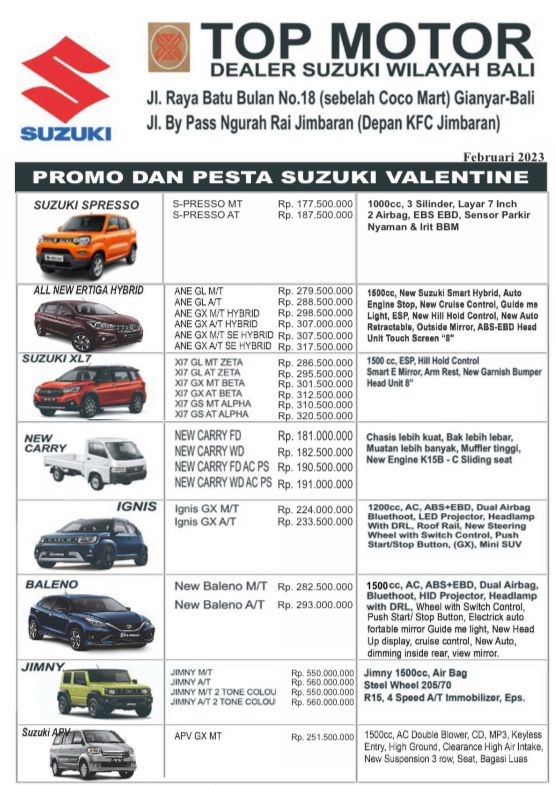 SUZUKI
TOP MOTOR
DEALER SUZUKI WILAYAH BALI
Jl. Raya Batu Bulan No.18 (sebelah Coco Mart) Gianyar-Bali
Jl. By Pass Ngurah Rai Jimbaran (Depan KFC Jimbaran)
Februari 2023
PROMO DAN PESTA SUZUKI VALENTINE
SUZUKI SPRESSO
S-PRESSO MT Rp. 177.500.000
S-PRESSO AT Rp. 187.500.000
1000cc, 3 Silinder, Layar 7 Inch
2 Airbag, EBS EBD, Sensor Parkir
Nyaman & Irit BBM
ALL NEW ERTIGA HYBRID
ANE GL M/T Rp. 279.500.000
ANE GL A/T Rp. 288.500.000
ANE GX M/T HYBRID Rp. 298.500.000
ANE GX A/T HYBRID Rp. 307.000.000
ANE GX M/T SE HYBRID Rp. 307.500.000
ANE GX A/T SE HYBRID Rp. 317.500.000
1500cc, New Suzuki Smart Hybrid, Auto
Engine Stop, New Cruise Control, Guide me
Light, ESP, New Hill Hold Control, New Auto
Retractable, Outside Mirror, ABS-EBD Head
Unit Touch Screen “8"
SUZUKI XL7
Xl7 GL MT ZETA Rp. 286.500.000
Xl7 GL AT ZETA Rp. 295.500.000
Xl7 GX MT BETA Rp. 301.500.000
Xl7 GX AT BETA Rp. 312.500.000
Xl7 GS MT ALPHA Rp. 310.500.000
Xl7 GS AT ALPHA Rp. 320.500.000
1500 cc, ESP, Hill Hold Control
Smart E Mirror, Arm Rest, New Garnish Bumper
Head Unit 8"
NEW
CARRY
NEW CARRY FD Rp. 181.000.000
NEW CARRY WD Rp. 182.500.000
NEW CARRY FD AC PS Rp. 190.500.000
NEW CARRY WD AC PS Rp. 191.000.000
Chasis lebih kuat, Bak lebih lebar,
Muatan lebih banyak, Muffler tinggi,
New Engine K15B - C Sliding seat
IGNIS
Ignis GX M/T Rp. 224.000.000
Ignis GX A/T Rp. 233.500.000
1200cc, AC, ABS+EBD, Dual Airbag
Bluethoot, LED Projector, Headlamp
With DRL, Roof Rail, New Steering
Wheel with Switch Control, Push
Start/Stop Button, (GX), Mini SUV
BALENO
New Baleno M/T Rp. 282.500.000
New Baleno A/T Rp. 293.000.000
1500cc, AC, ABS+EBD, Dual Airbag,
Bluethoot, HID Projector, Headlamp
with DRL, Wheel with Switch Control,
Push Start/ Stop Button, Electrick auto
fortable mirror Guide me light, New Head
Up display, cruise control, New Auto,
dimming inside rear, view mirror.
JIMNY
JIMNY M/T Rp. 550.000.000
JIMNY A/T Rp. 560.000.000
JIMNY M/T 2 TONE COLOU Rp. 550.000.000
JIMNY A/T 2 TONE COLOU Rp. 560.000.000
Jimny 1500cc, Air Bag
Steel Wheel 205/70
R15, 4 Speed A/T Immobilizer, Eps.
Suzuki APV
APV GX MT Rp. 251.500.000
1500cc, AC Double Blower, CD, MP3, Keyless
Entry, High Ground, Clearance High Air Intake,
New Suspension 3 row, Seat, Bagasi Luas